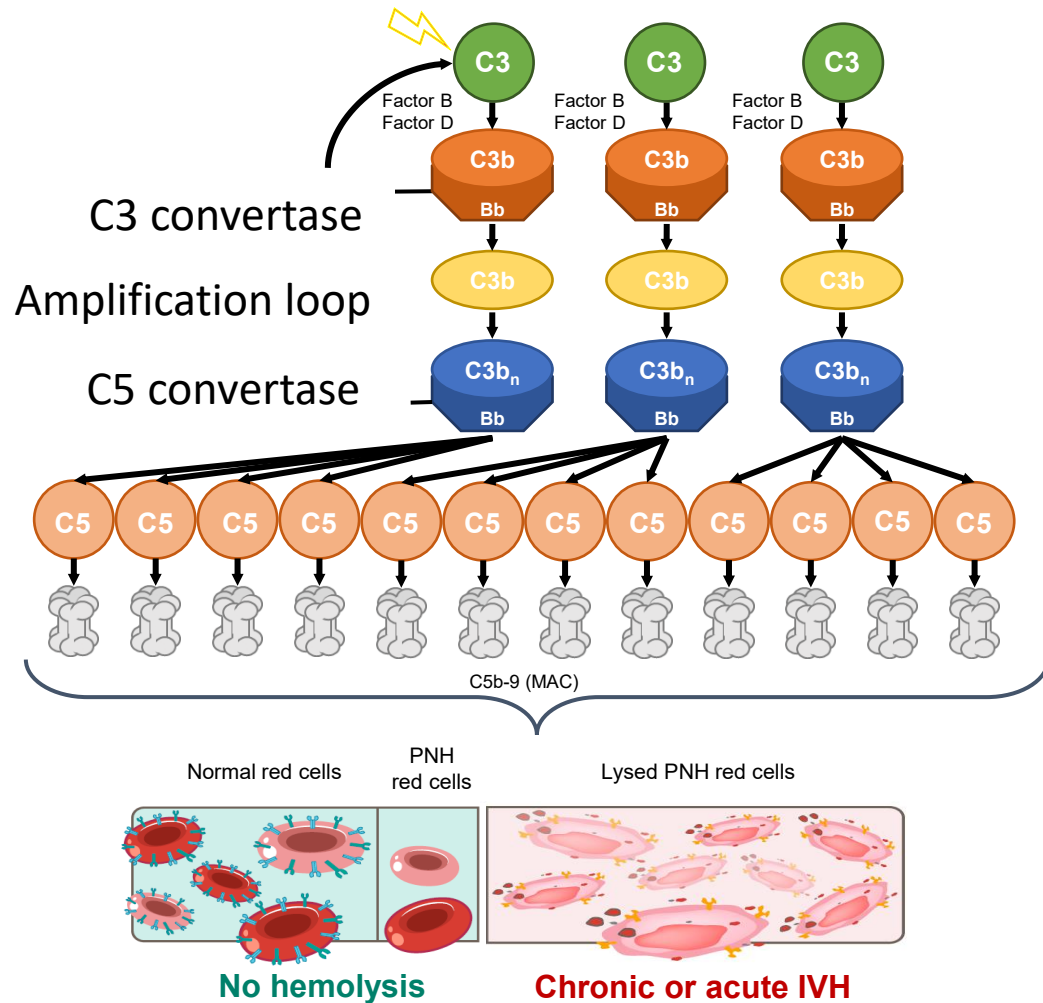 C3 C3 C3
Factor B Factor B Factor B
Factor D Factor D Factor D
C3b C3b C3b
Bb Bb Bb
C3 convertase
C3b C3b C3b
Amplification loop
C3bₙ C3bₙ C3bₙ
C5 convertase
Bb Bb Bb
C5 C5 C5 C5 C5 C5 C5 C5 C5 C5 C5 C5
C5b-9 (MAC)
Normal red cells
PNH
red cells
Lysed PNH red cells
No hemolysis
Chronic or acute IVH